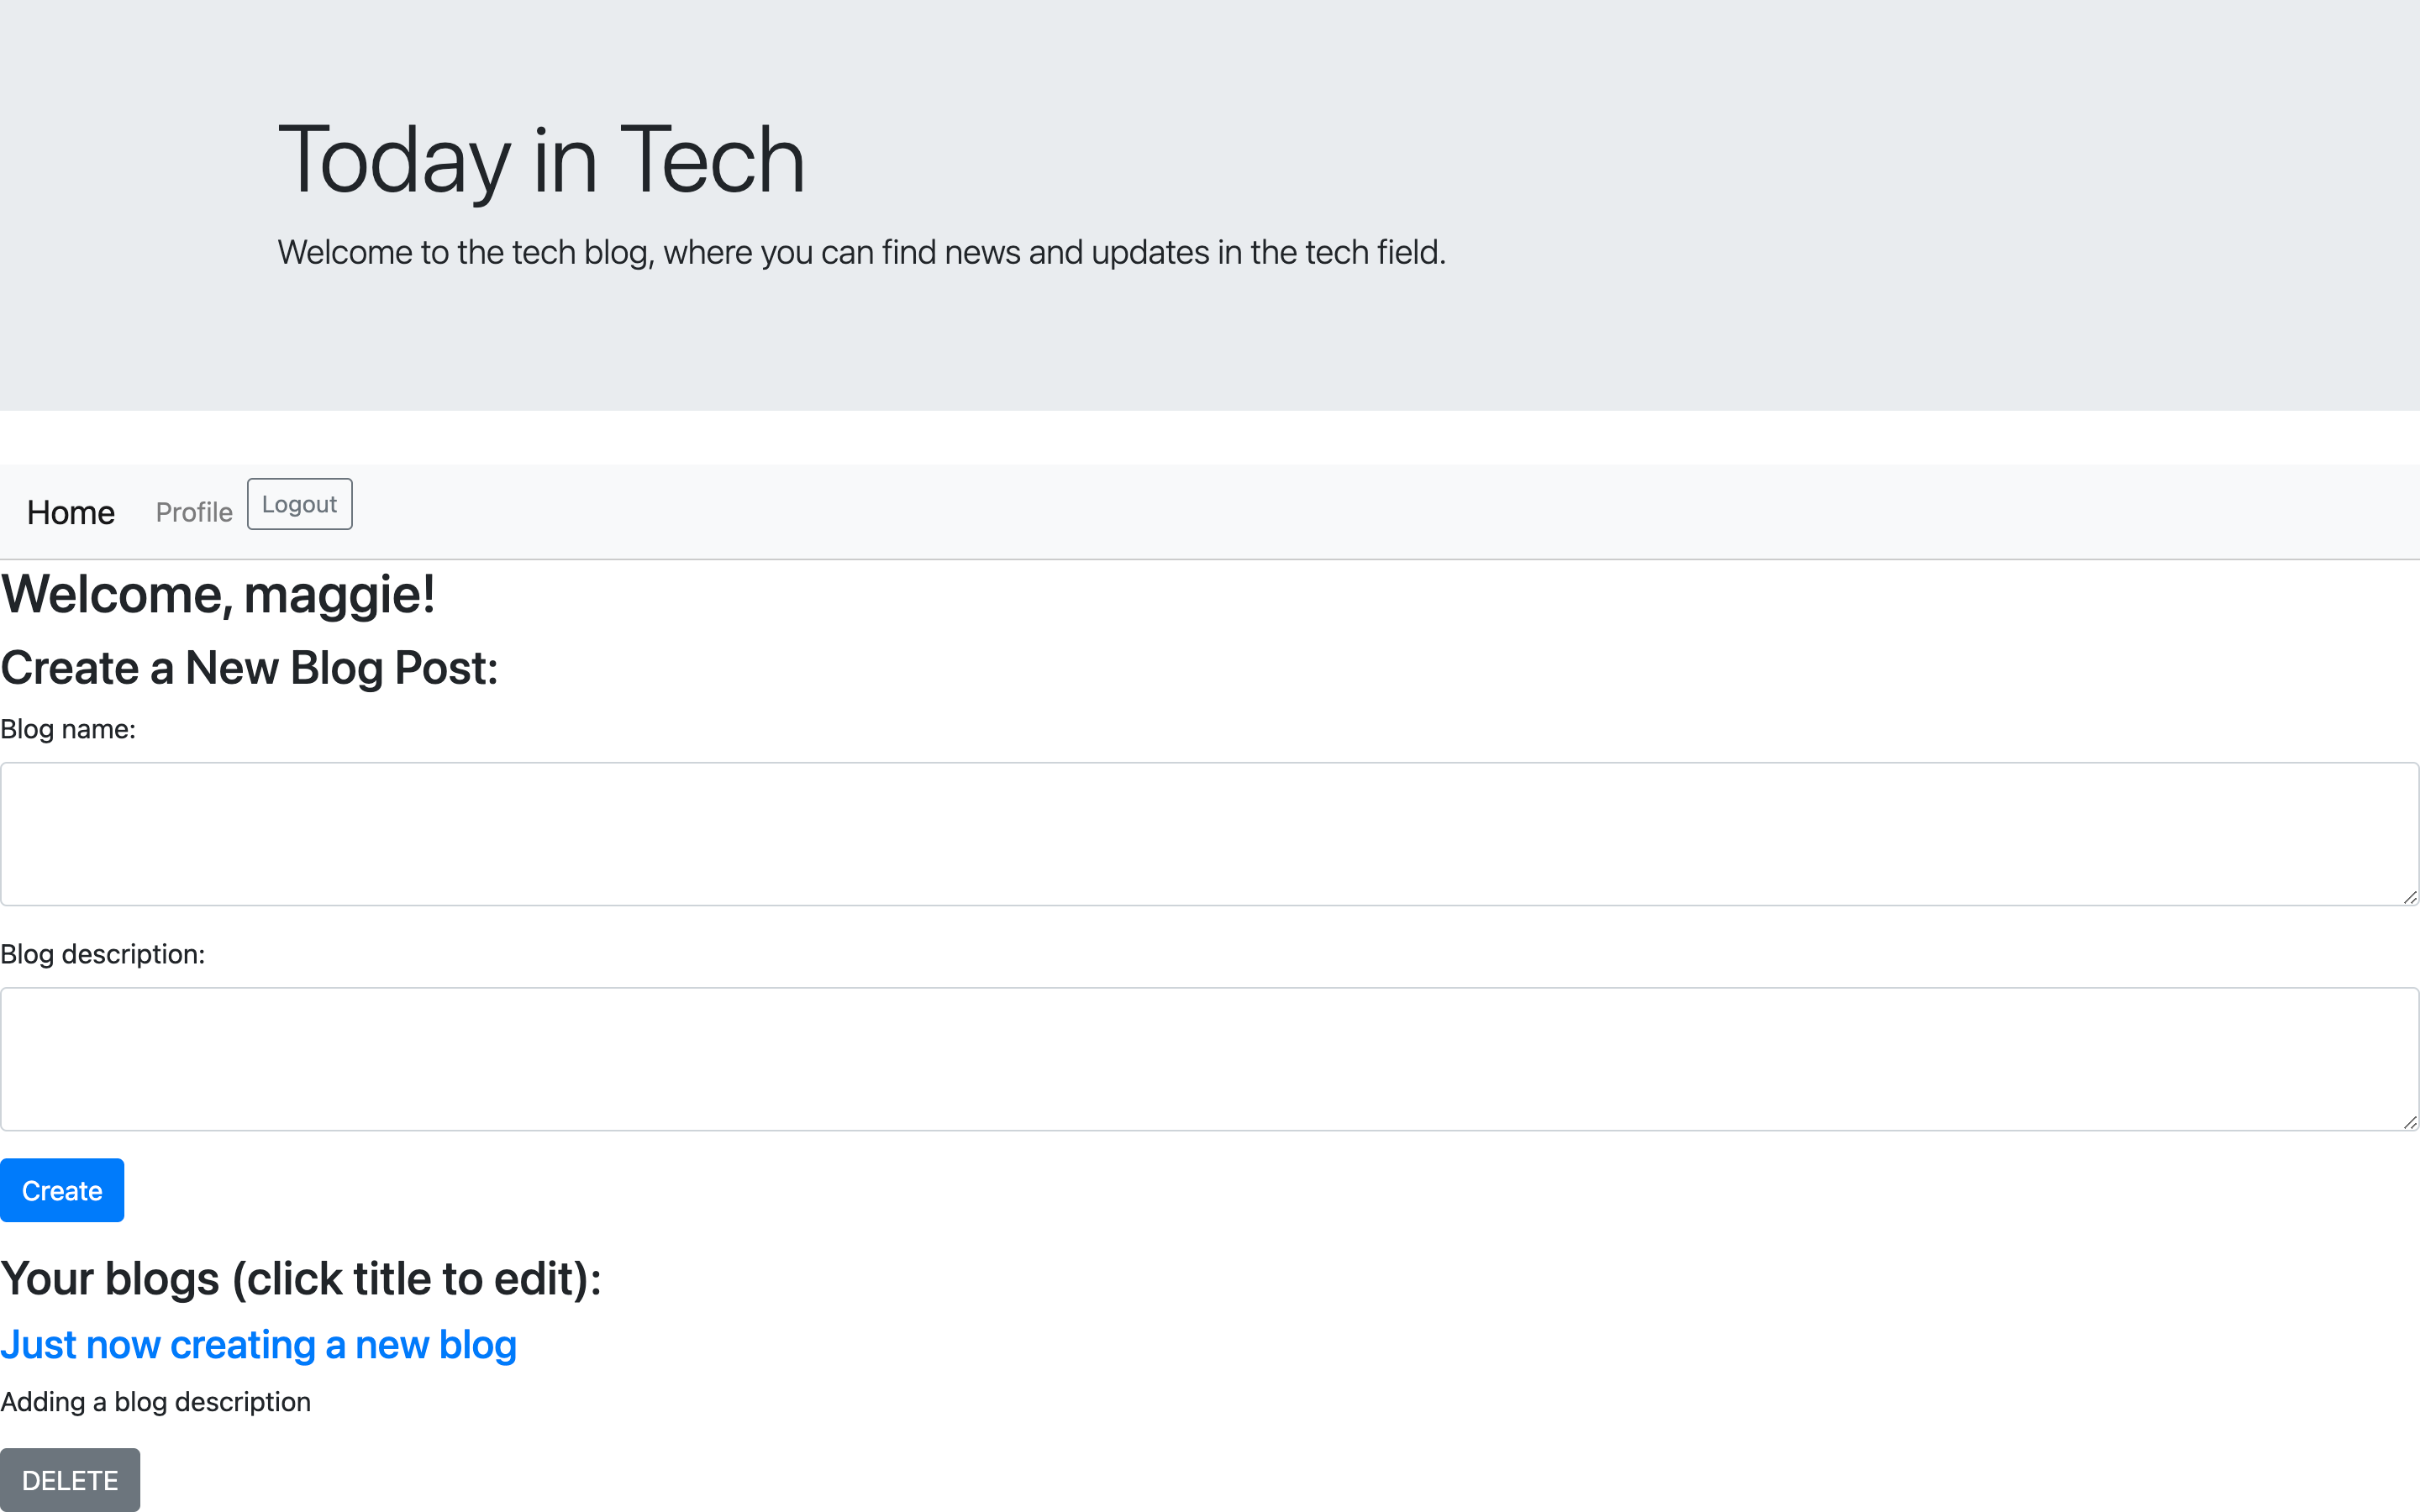 Today in Tech
Welcome to the tech blog, where you can find news and updates in the tech field.
Home Profile Logout
Welcome, maggie!
Create a New Blog Post:
Blog name:
Blog description:
Create
Your blogs (click title to edit):
Just now creating a new blog
Adding a blog description
DELETE